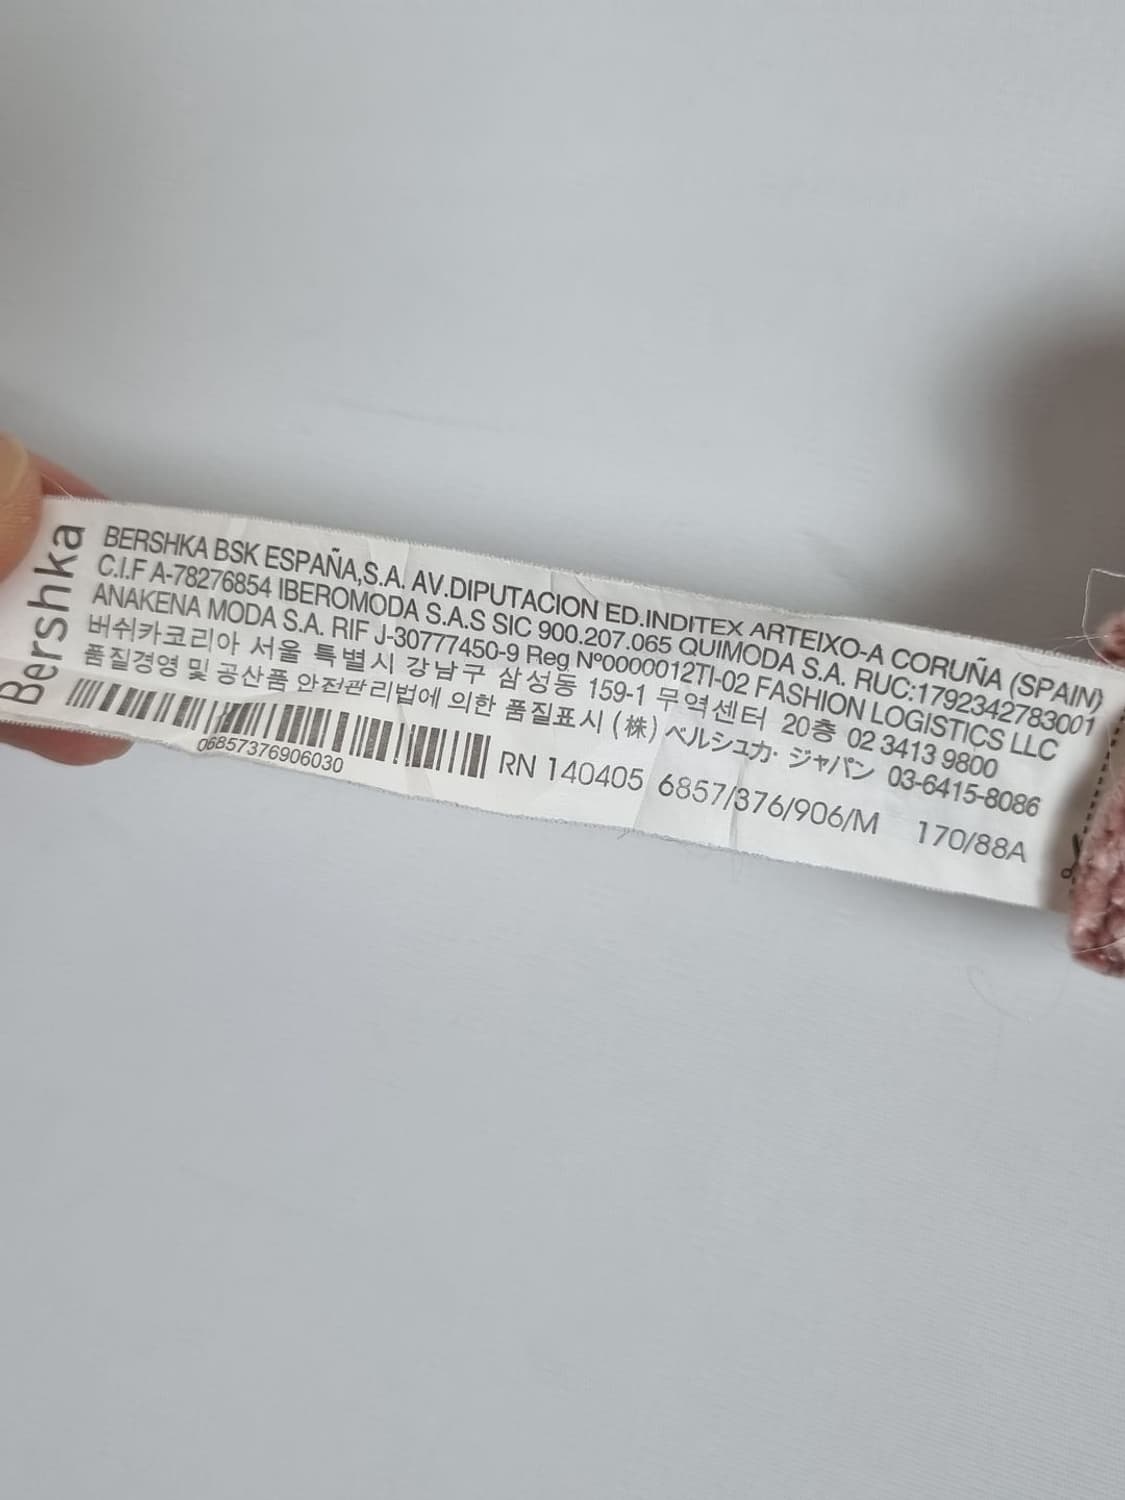 Bershka
BERSHKA BSK ESPAÑA,S.A. AV.DIPUTACION ED.INDITEX ARTEIXO-A CORUÑA (SPAIN)
C.I.F A-78276854 IBEROMODA S.A.S SIC 900.207.065 QUIMODA S.A. RUC:1792342783001
ANAKENA MODA S.A. RIF J-30777450-9 Reg Nº0000012TI-02 FASHION LOGISTICS LLC
버쉬카코리아 서울 특별시 강남구 삼성동 159-1 무역센터 20층 02 3413 9800
품질경영 및 공산품 안전관리법에 의한 품질표시 (株) ベルシュカ· ジャパン 03-6415-8086
RN 140405 6857/376/906/M 170/88A
06857376906030